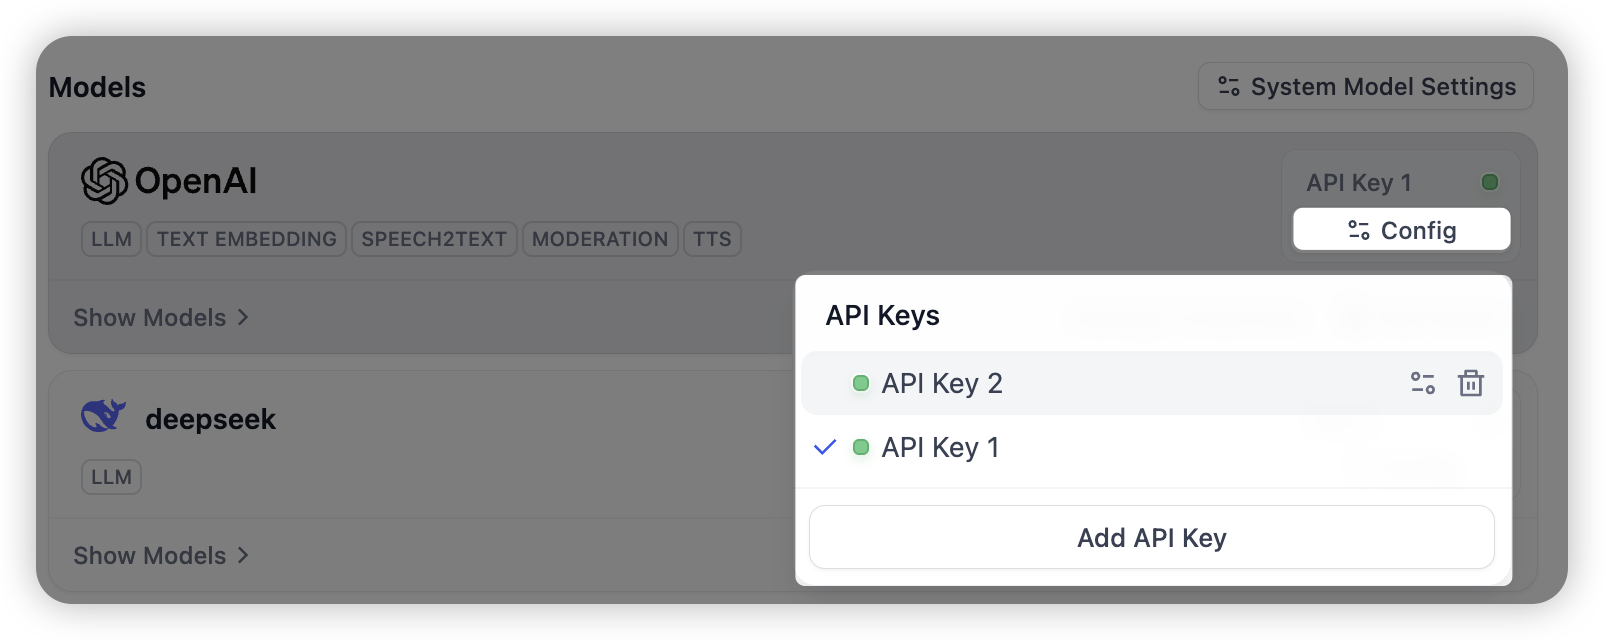 Models
System Model Settings
OpenAI
API Key 1
LLM TEXT EMBEDDING SPEECH2TEXT MODERATION TTS
Config
Show Models
API Keys
API Key 2
API Key 1
Add API Key
deepseek
LLM
Show Models